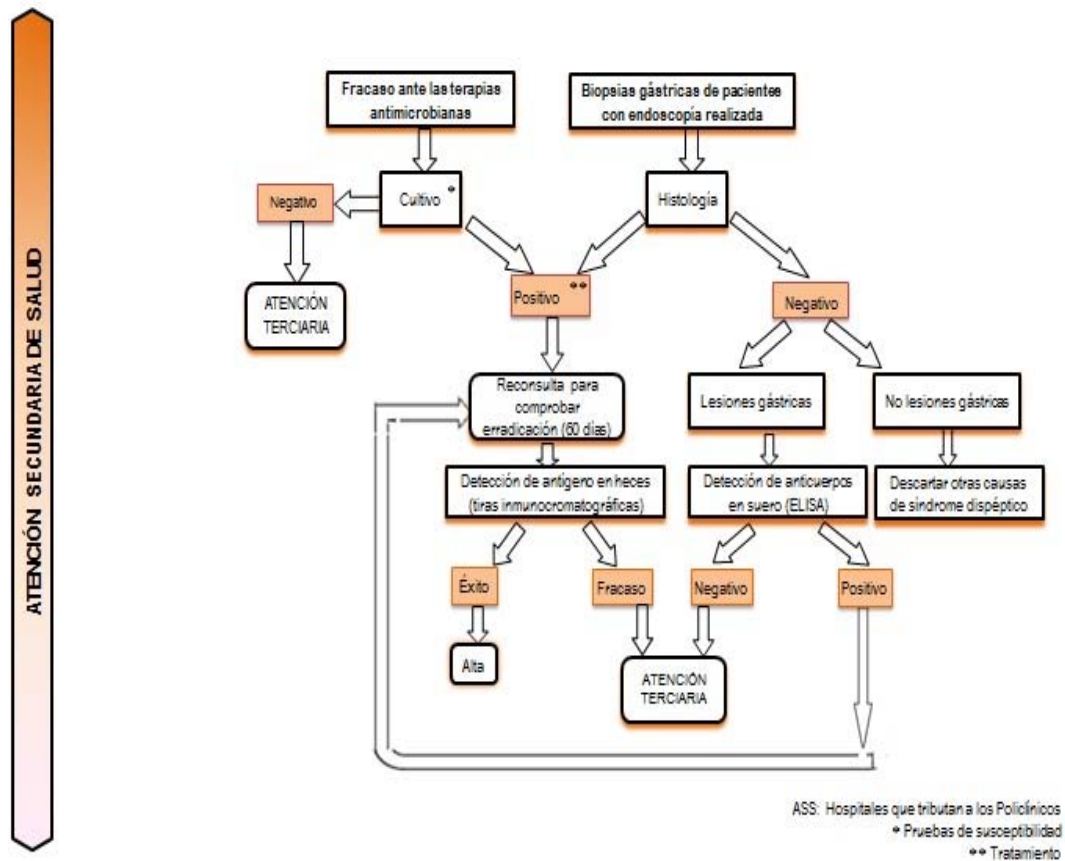 ATENCIÓN SECUNDARIA DE SALUD
Fracaso ante las terapias
antimicrobianas
Biopsias gástricas de pacientes
con endoscopía realizada
Negativo
Cultivo *
Histología
ATENCIÓN
TERCIARIA
Positivo **
Negativo
Reconsulta para
comprobar
erradicación (60 días)
Lesiones gástricas
No lesiones gástricas
Detección de antígeno en heces
(tiras inmunocromatográficas)
Detección de anticuerpos
en suero (ELISA)
Descartar otras causas
de síndrome dispéptico
Éxito
Fracaso
Negativo
Positivo
Alta
ATENCIÓN
TERCIARIA
ASS: Hospitales que tributan a los Policlínicos
* Pruebas de susceptibilidad
** Tratamiento